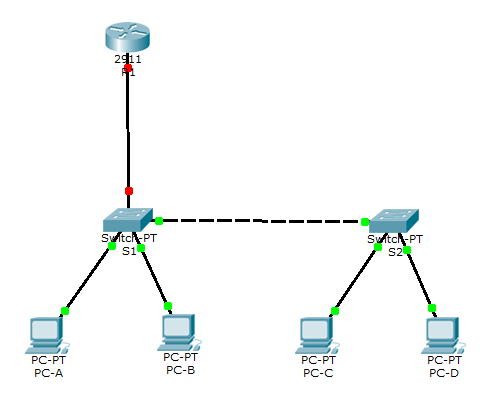 2911
R1
Switch-PT
S1
Switch-PT
S2
PC-PT
PC-A
PC-PT
PC-B
PC-PT
PC-C
PC-PT
PC-D